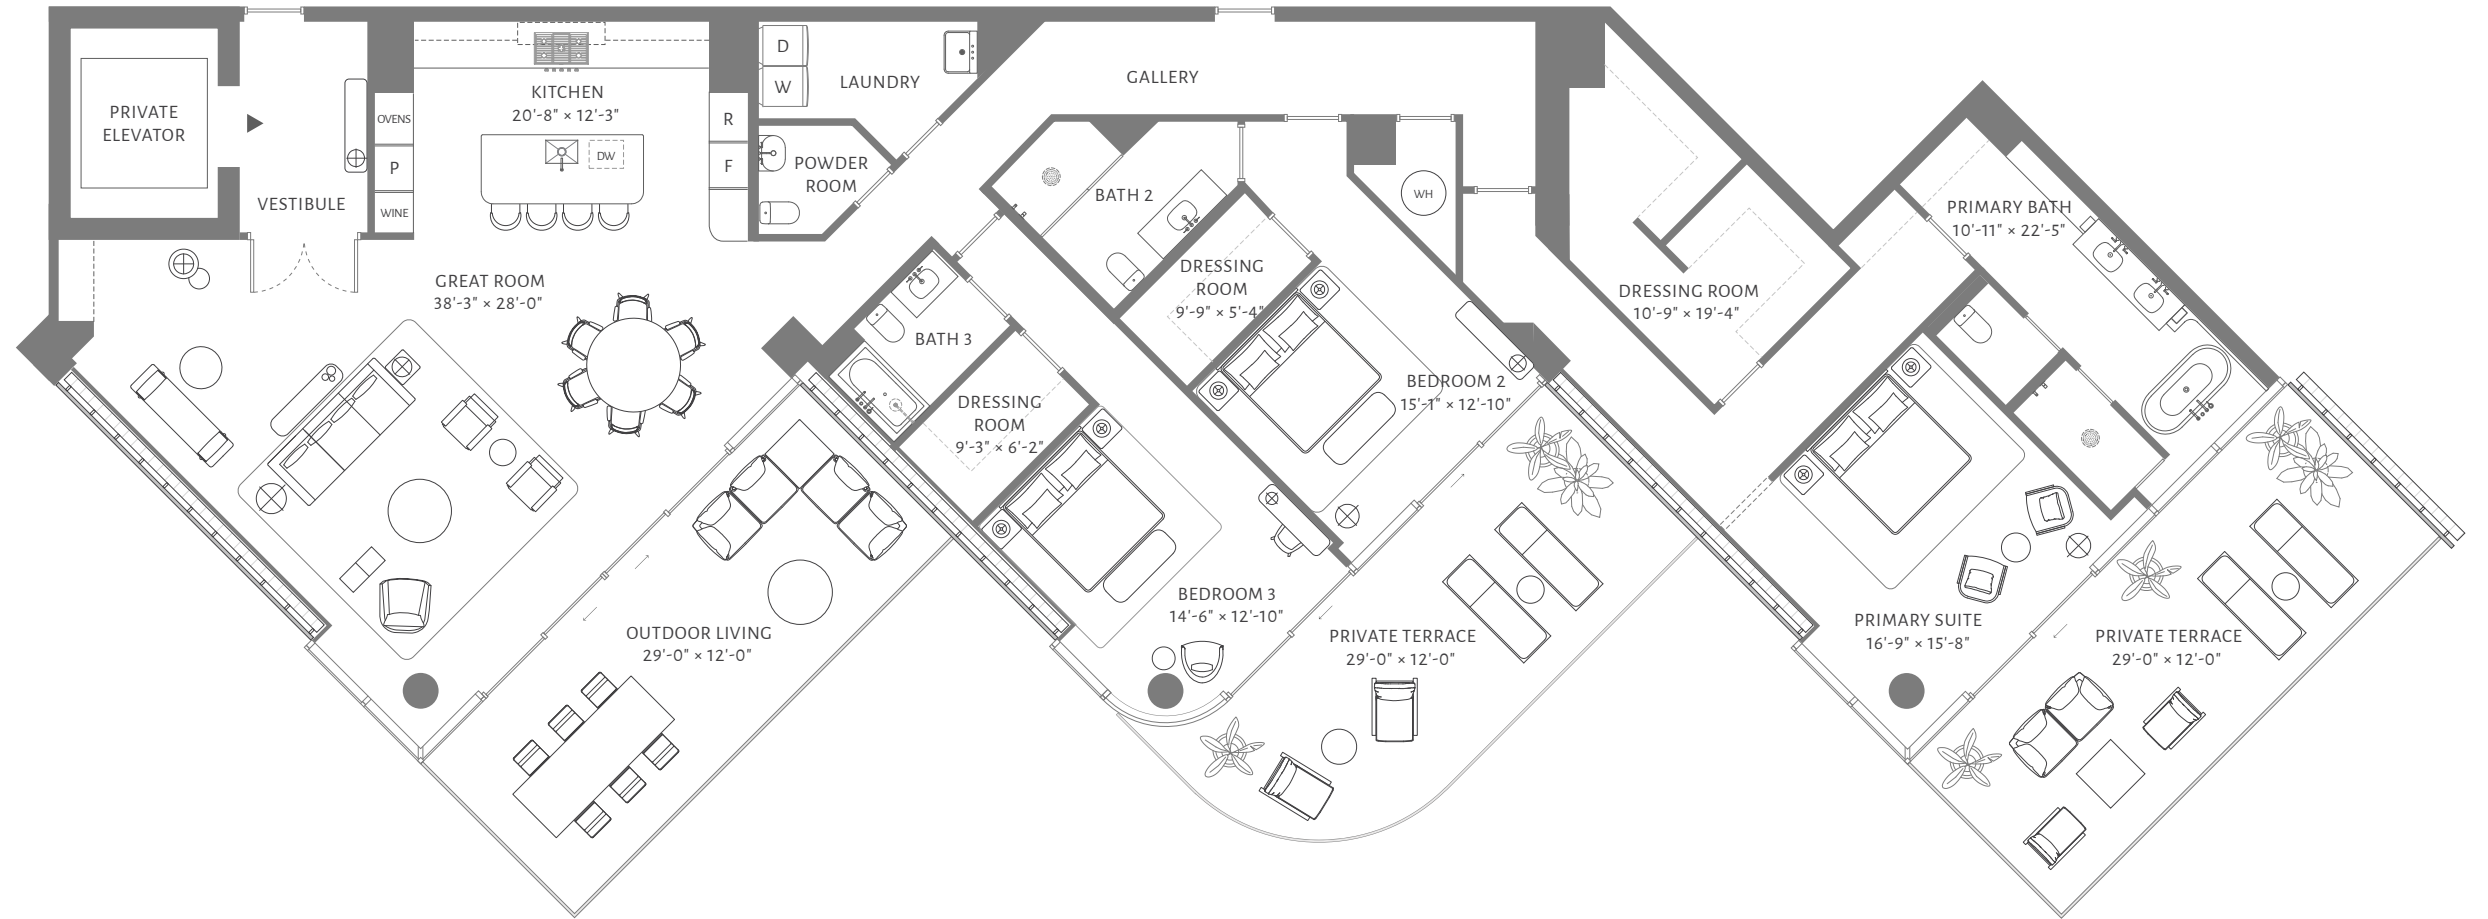 PRIVATE
ELEVATOR
VESTIBULE
OVENS
P
WINE
KITCHEN
20'-8" × 12'-3"
DW
R
F
D
W
LAUNDRY
POWDER
ROOM
GALLERY
GREAT ROOM
38'-3" × 28'-0"
BATH 2
DRESSING
ROOM
9'-9" × 5'-4"
WH
BATH 3
DRESSING
ROOM
9'-3" × 6'-2"
BEDROOM 2
15'-1" × 12'-10"
DRESSING ROOM
10'-9" × 19'-4"
PRIMARY BATH
10'-11" × 22'-5"
OUTDOOR LIVING
29'-0" × 12'-0"
BEDROOM 3
14'-6" × 12'-10"
PRIVATE TERRACE
29'-0" × 12'-0"
PRIMARY SUITE
16'-9" × 15'-8"
PRIVATE TERRACE
29'-0" × 12'-0"